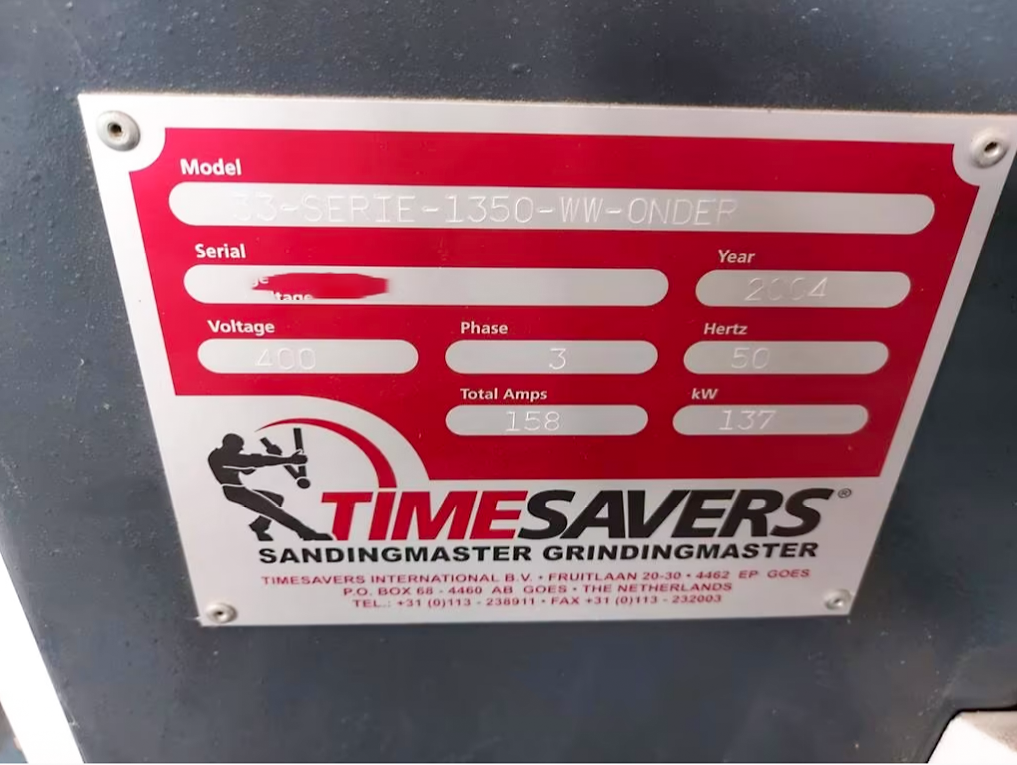 Model
33-SERIE-1350-WW-ONDER
Serial Year
2004
Voltage Phase Hertz
400 3 50
Total Amps kW
158 137
TIMESAVERS®
SANDINGMASTER GRINDINGMASTER
TIMESAVERS INTERNATIONAL B.V. • FRUITLAAN 20-30 • 4462 EP GOES
P.O. BOX 68 - 4460 AB GOES • THE NETHERLANDS
TEL.: +31 (0)113 - 238911 • FAX +31 (0)113 - 232003